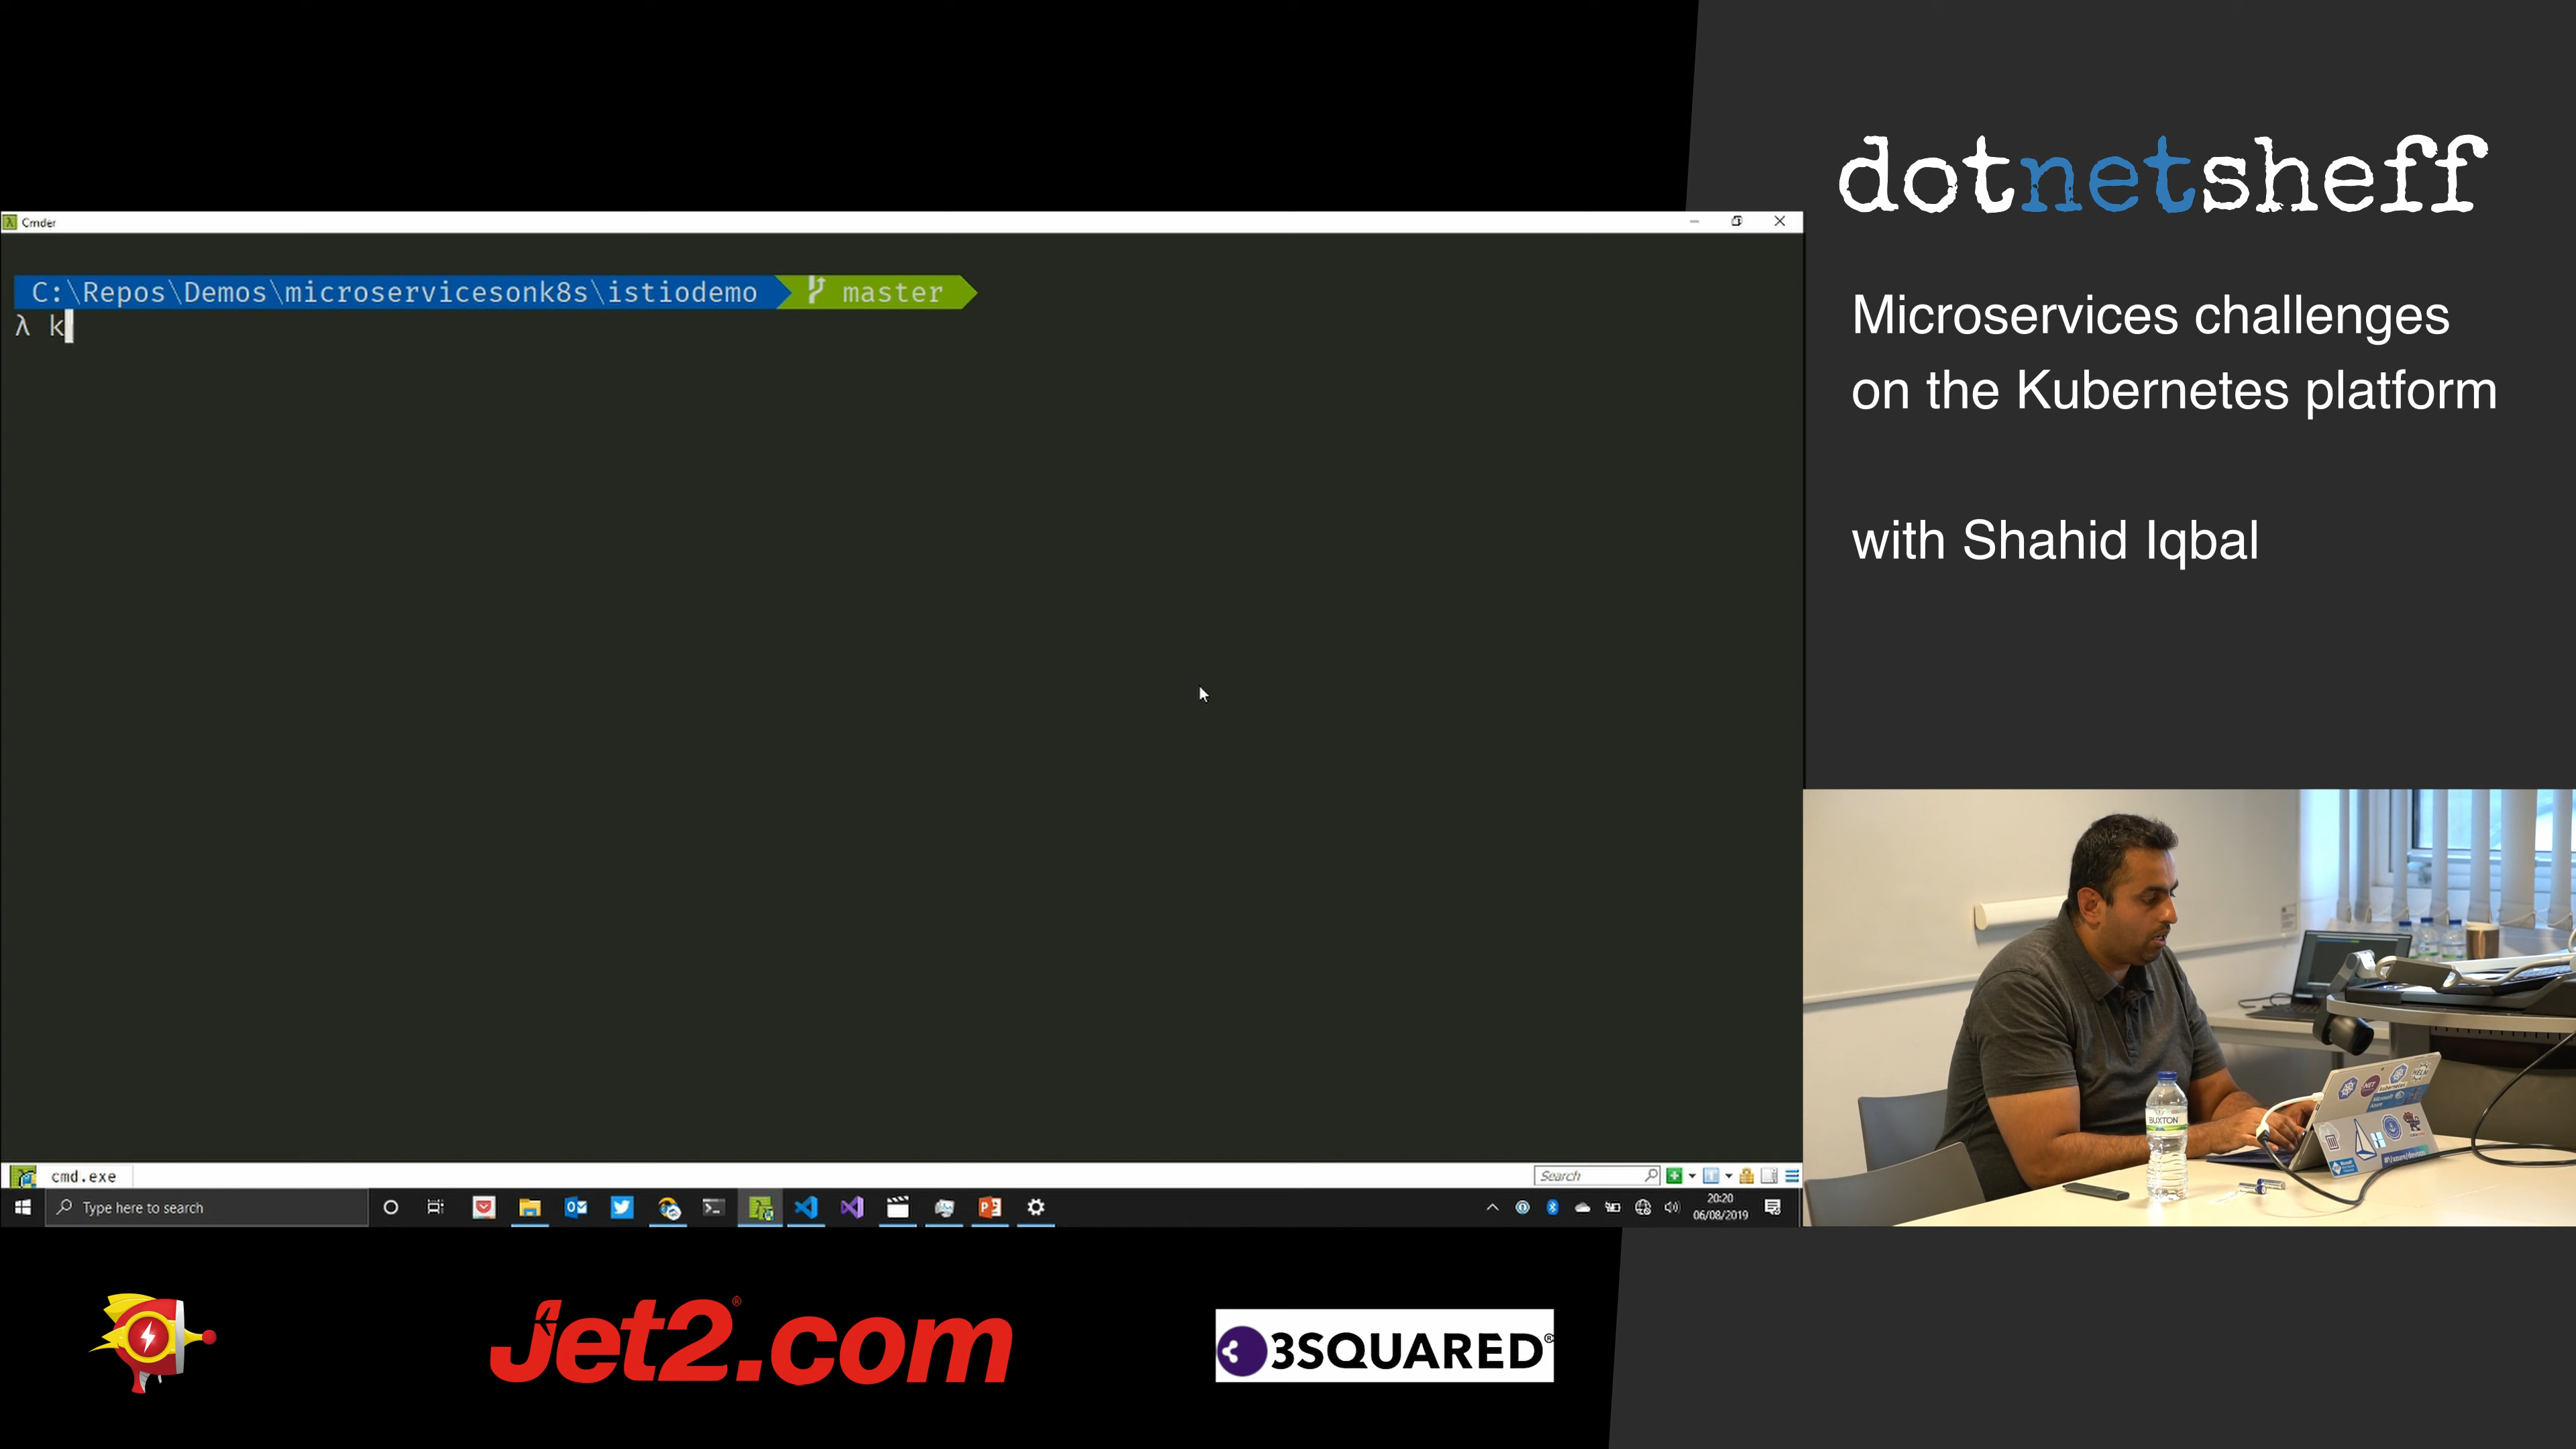 dotnetsheff
Microservices challenges
on the Kubernetes platform
with Shahid Iqbal
Cmder
C:\Repos\Demos\microservicesonk8s\istiodemo master
λ k
cmd.exe
Search
Type here to search
20:20
06/08/2019
BUXTON
Jet2.com®
3SQUARED®